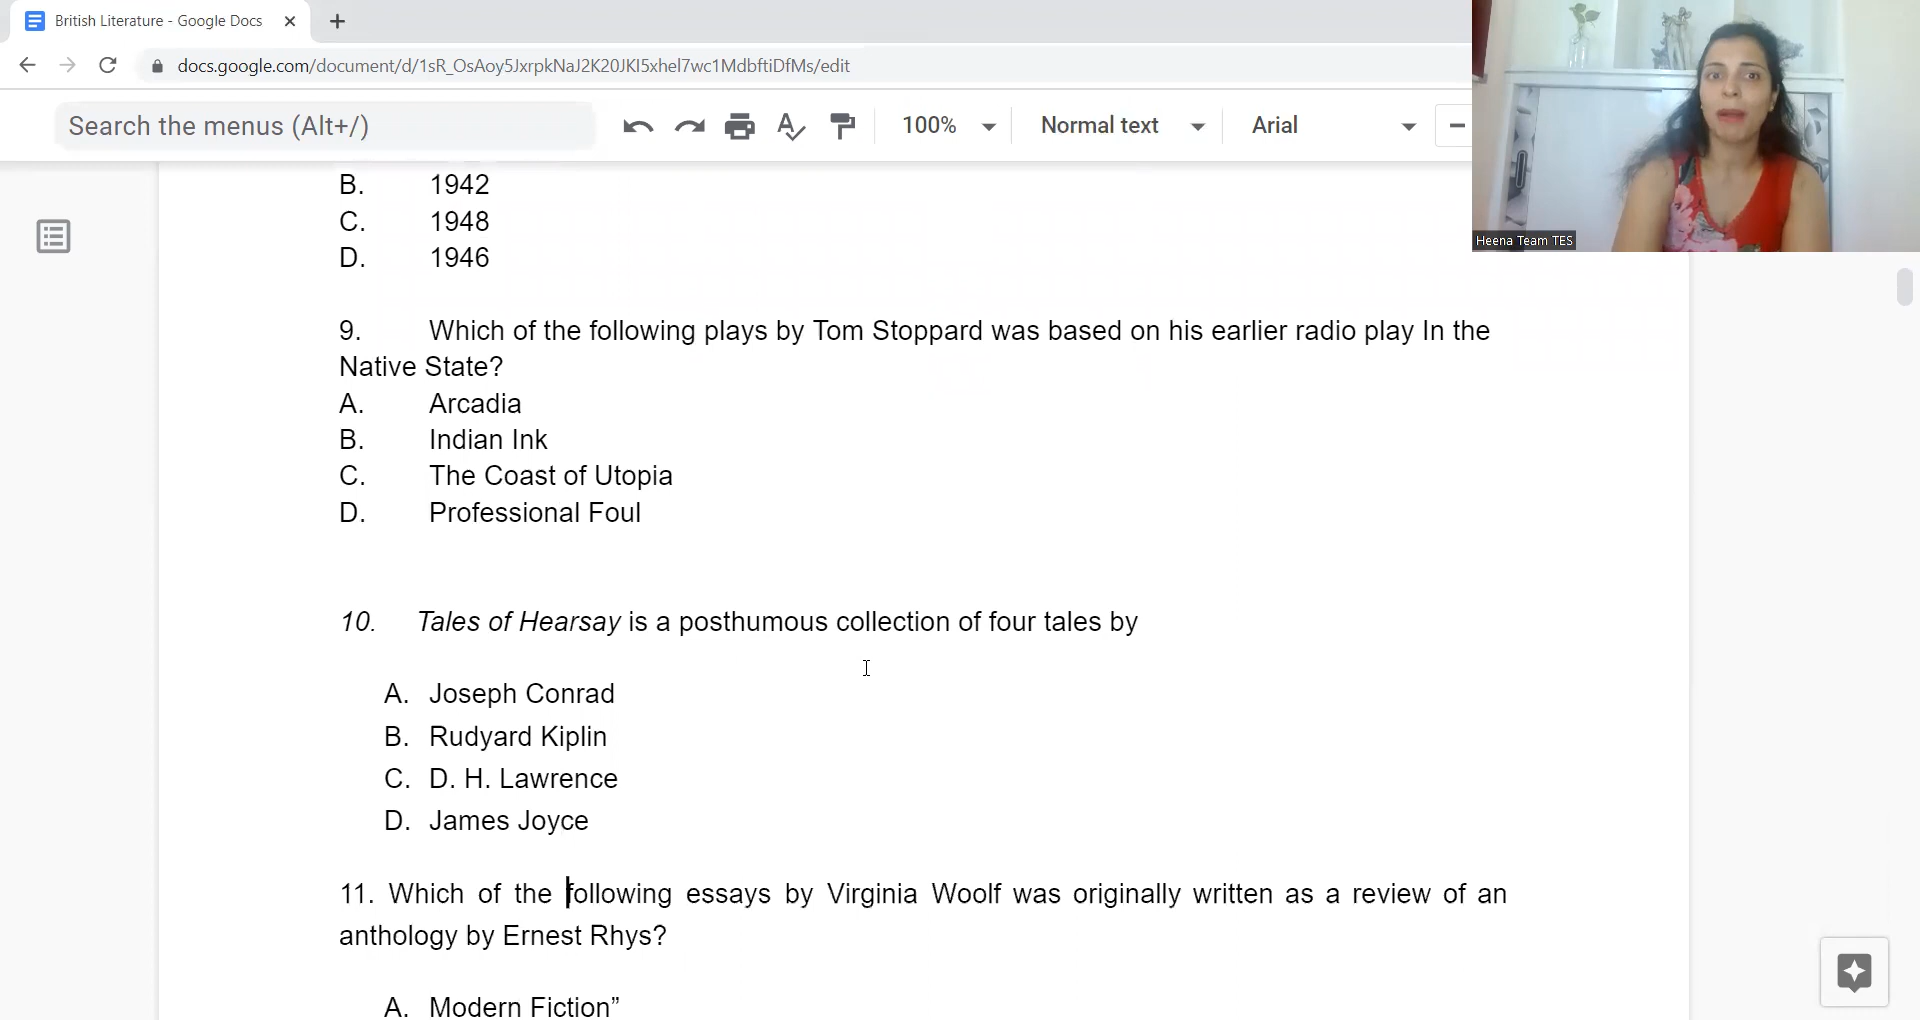 British Literature - Google Docs
docs.google.com/document/d/1sR_OsAoy5JxrpkNaJ2K20JKI5xhel7wc1MdbftiDfMs/edit
Search the menus (Alt+/)
100%
Normal text
Arial
Heena Team TES
B. 1942
C. 1948
D. 1946
9. Which of the following plays by Tom Stoppard was based on his earlier radio play In the
Native State?
A. Arcadia
B. Indian Ink
C. The Coast of Utopia
D. Professional Foul
10. Tales of Hearsay is a posthumous collection of four tales by
A. Joseph Conrad
B. Rudyard Kiplin
C. D. H. Lawrence
D. James Joyce
11. Which of the following essays by Virginia Woolf was originally written as a review of an
anthology by Ernest Rhys?
A. Modern Fiction”